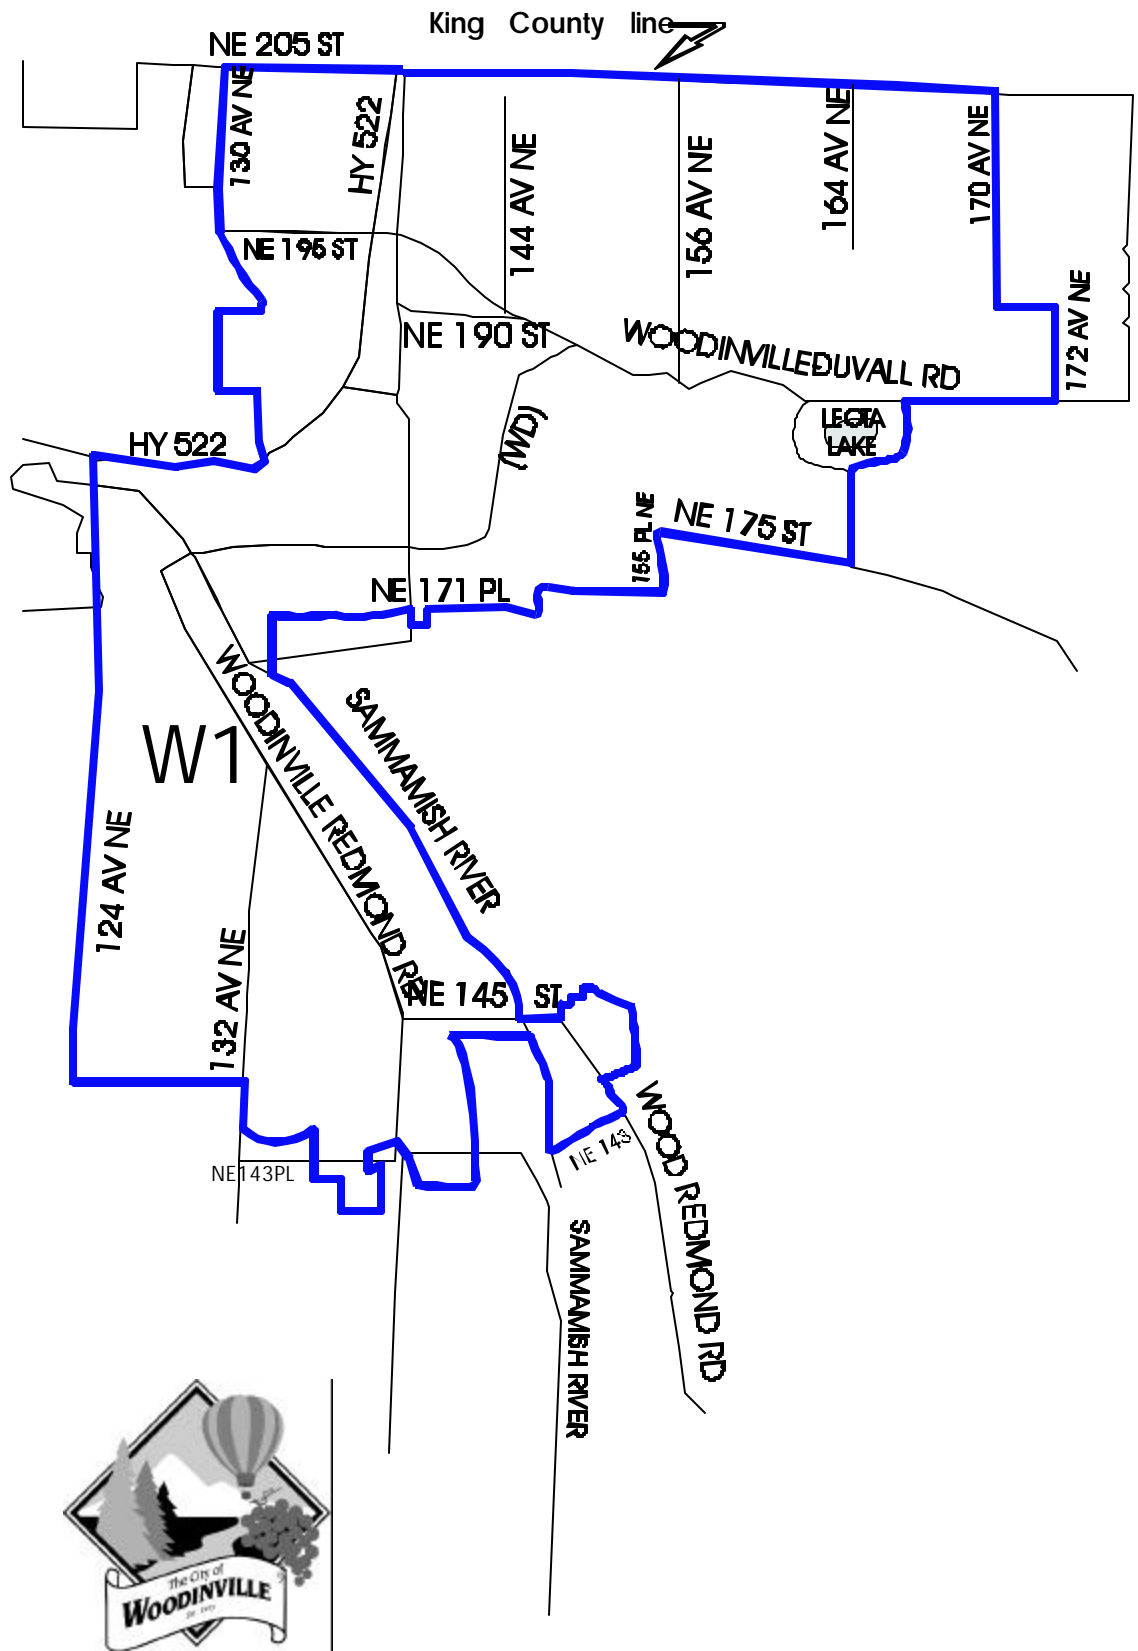 King County line
NE 205 ST
130 AV NE
HY 522
144 AV NE
156 AV NE
164 AV NE
170 AV NE
NE 195 ST
172 AV NE
NE 190 ST
WOODINVILLEDUVALL RD
(WD)
LEOTA
LAKE
HY 522
155 PL NE
NE 175 ST
NE 171 PL
WOODINVILLE REDMOND RD
SAMMAMISH RIVER
W1
124 AV NE
132 AV NE
NE 145 ST
WOOD REDMOND RD
NE 143
NE143PL
SAMMAMISH RIVER
The City of
WOODINVILLE